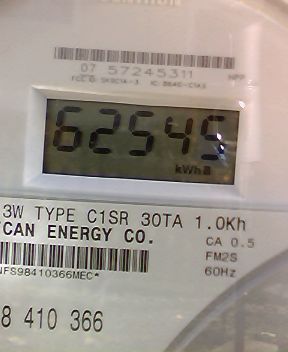 07 57245311
62545
kWh
3W TYPE C1SR 30TA 1.0Kh
CAN ENERGY CO.
CA 0.5
FM2S
60Hz
NFS98410366MEC*
8 410 366